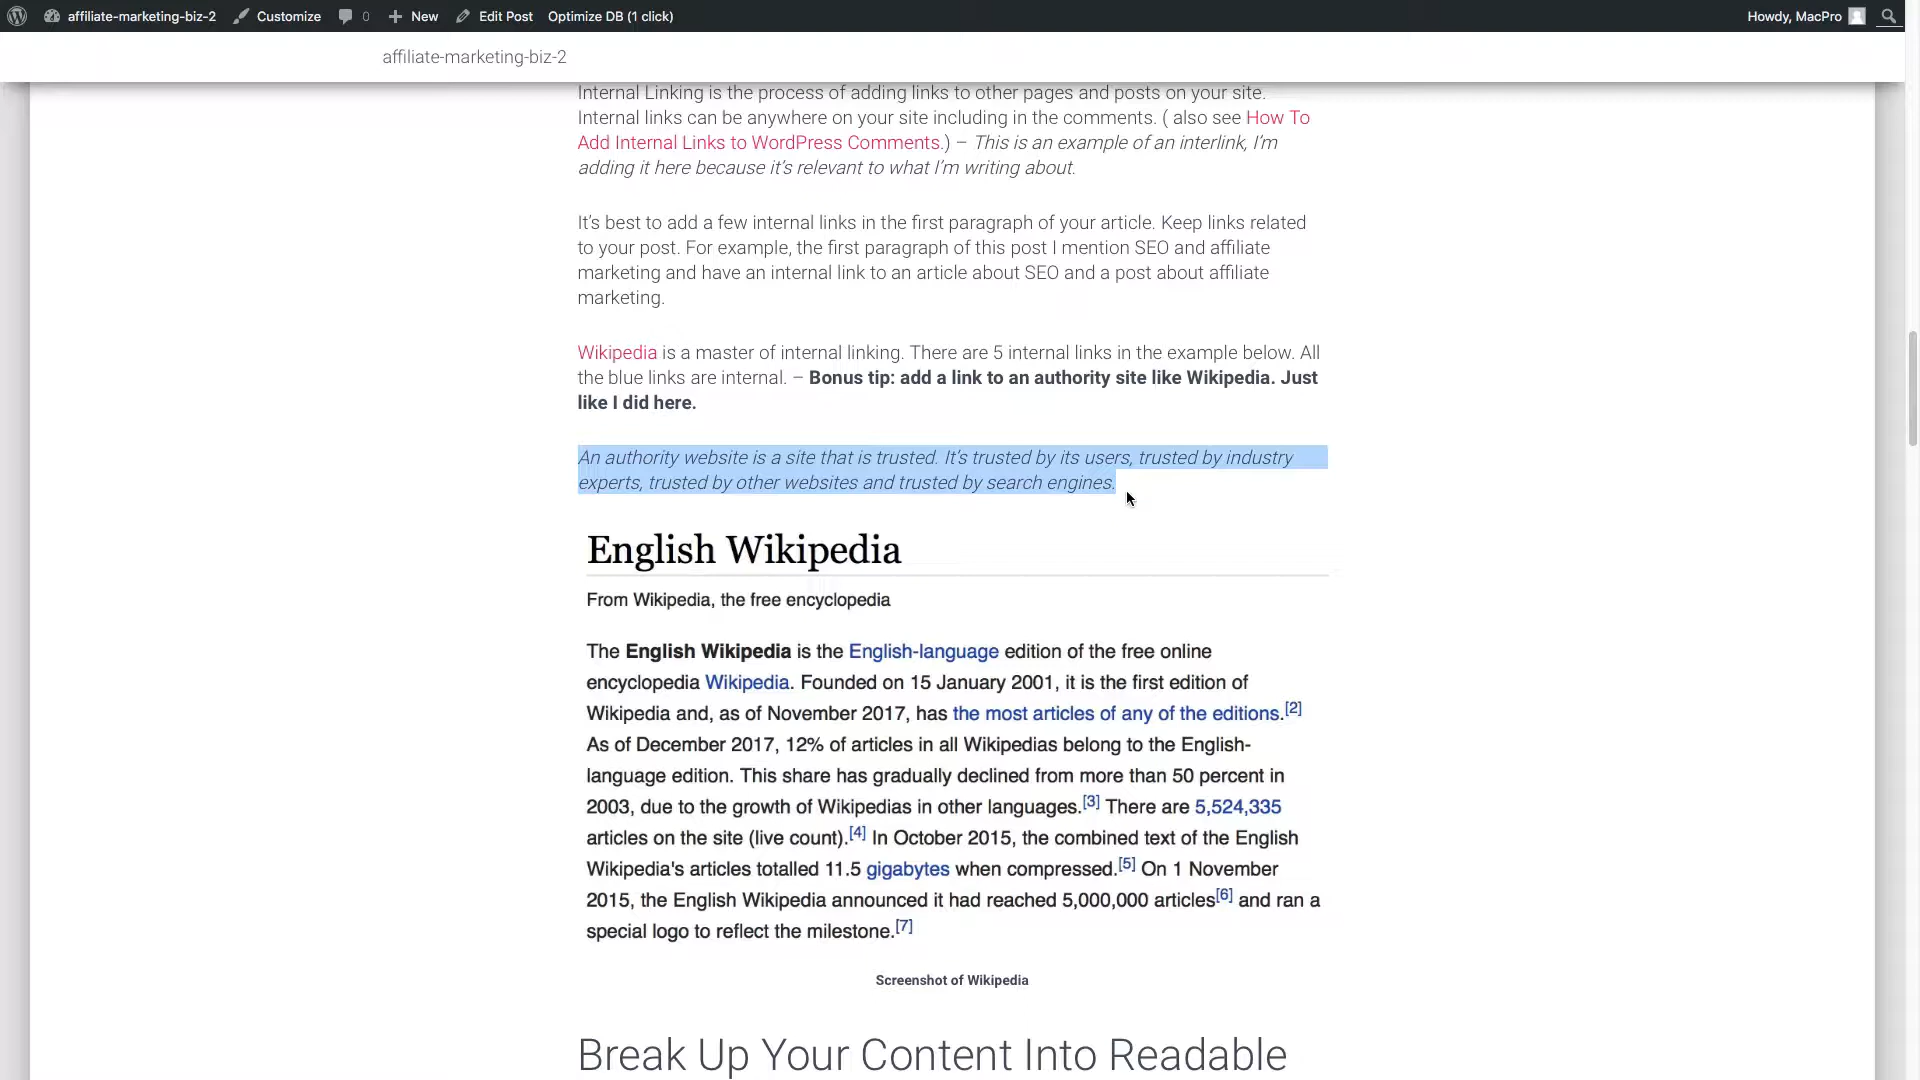 affiliate-marketing-biz-2 Customize 0 New Edit Post Optimize DB (1 click) Howdy, MacPro
affiliate-marketing-biz-2
Internal Linking is the process of adding links to other pages and posts on your site.
Internal links can be anywhere on your site including in the comments. ( also see How To
Add Internal Links to WordPress Comments.) – This is an example of an interlink, I'm
adding it here because it's relevant to what I'm writing about.
It's best to add a few internal links in the first paragraph of your article. Keep links related
to your post. For example, the first paragraph of this post I mention SEO and affiliate
marketing and have an internal link to an article about SEO and a post about affiliate
marketing.
Wikipedia is a master of internal linking. There are 5 internal links in the example below. All
the blue links are internal. – Bonus tip: add a link to an authority site like Wikipedia. Just
like I did here.
An authority website is a site that is trusted. It's trusted by its users, trusted by industry
experts, trusted by other websites and trusted by search engines.
English Wikipedia
From Wikipedia, the free encyclopedia
The English Wikipedia is the English-language edition of the free online
encyclopedia Wikipedia. Founded on 15 January 2001, it is the first edition of
Wikipedia and, as of November 2017, has the most articles of any of the editions.[2]
As of December 2017, 12% of articles in all Wikipedias belong to the English-
language edition. This share has gradually declined from more than 50 percent in
2003, due to the growth of Wikipedias in other languages.[3] There are 5,524,335
articles on the site (live count).[4] In October 2015, the combined text of the English
Wikipedia's articles totalled 11.5 gigabytes when compressed.[5] On 1 November
2015, the English Wikipedia announced it had reached 5,000,000 articles[6] and ran a
special logo to reflect the milestone.[7]
Screenshot of Wikipedia
Break Up Your Content Into Readable